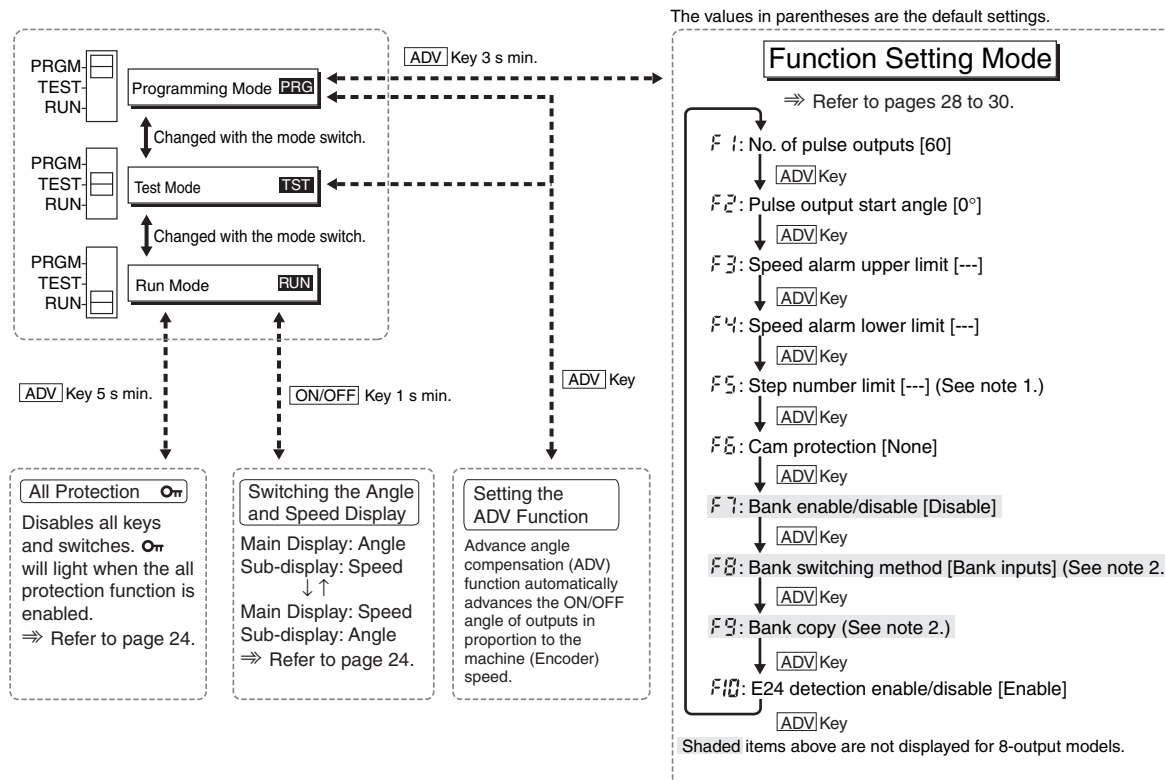 The values in parentheses are the default settings.
PRGM
TEST
RUN
Programming Mode PRG
ADV Key 3 s min.
Changed with the mode switch.
PRGM
TEST
RUN
Test Mode TST
Changed with the mode switch.
PRGM
TEST
RUN
Run Mode RUN
ADV Key 5 s min.
ON/OFF Key 1 s min.
ADV Key
All Protection
Disables all keys
and switches.
will light when the all
protection function is
enabled.
⇒ Refer to page 24.
Switching the Angle
and Speed Display
Main Display: Angle
Sub-display: Speed
↓↑
Main Display: Speed
Sub-display: Angle
⇒ Refer to page 24.
Setting the
ADV Function
Advance angle
compensation (ADV)
function automatically
advances the ON/OFF
angle of outputs in
proportion to the
machine (Encoder)
speed.
Function Setting Mode
⇒ Refer to pages 28 to 30.
F1: No. of pulse outputs [60]
ADV Key
F2: Pulse output start angle [0°]
ADV Key
F3: Speed alarm upper limit [---]
ADV Key
F4: Speed alarm lower limit [---]
ADV Key
F5: Step number limit [---] (See note 1.)
ADV Key
F6: Cam protection [None]
ADV Key
F7: Bank enable/disable [Disable]
ADV Key
F8: Bank switching method [Bank inputs] (See note 2.
ADV Key
F9: Bank copy (See note 2.)
ADV Key
F10: E24 detection enable/disable [Enable]
ADV Key
Shaded items above are not displayed for 8-output models.